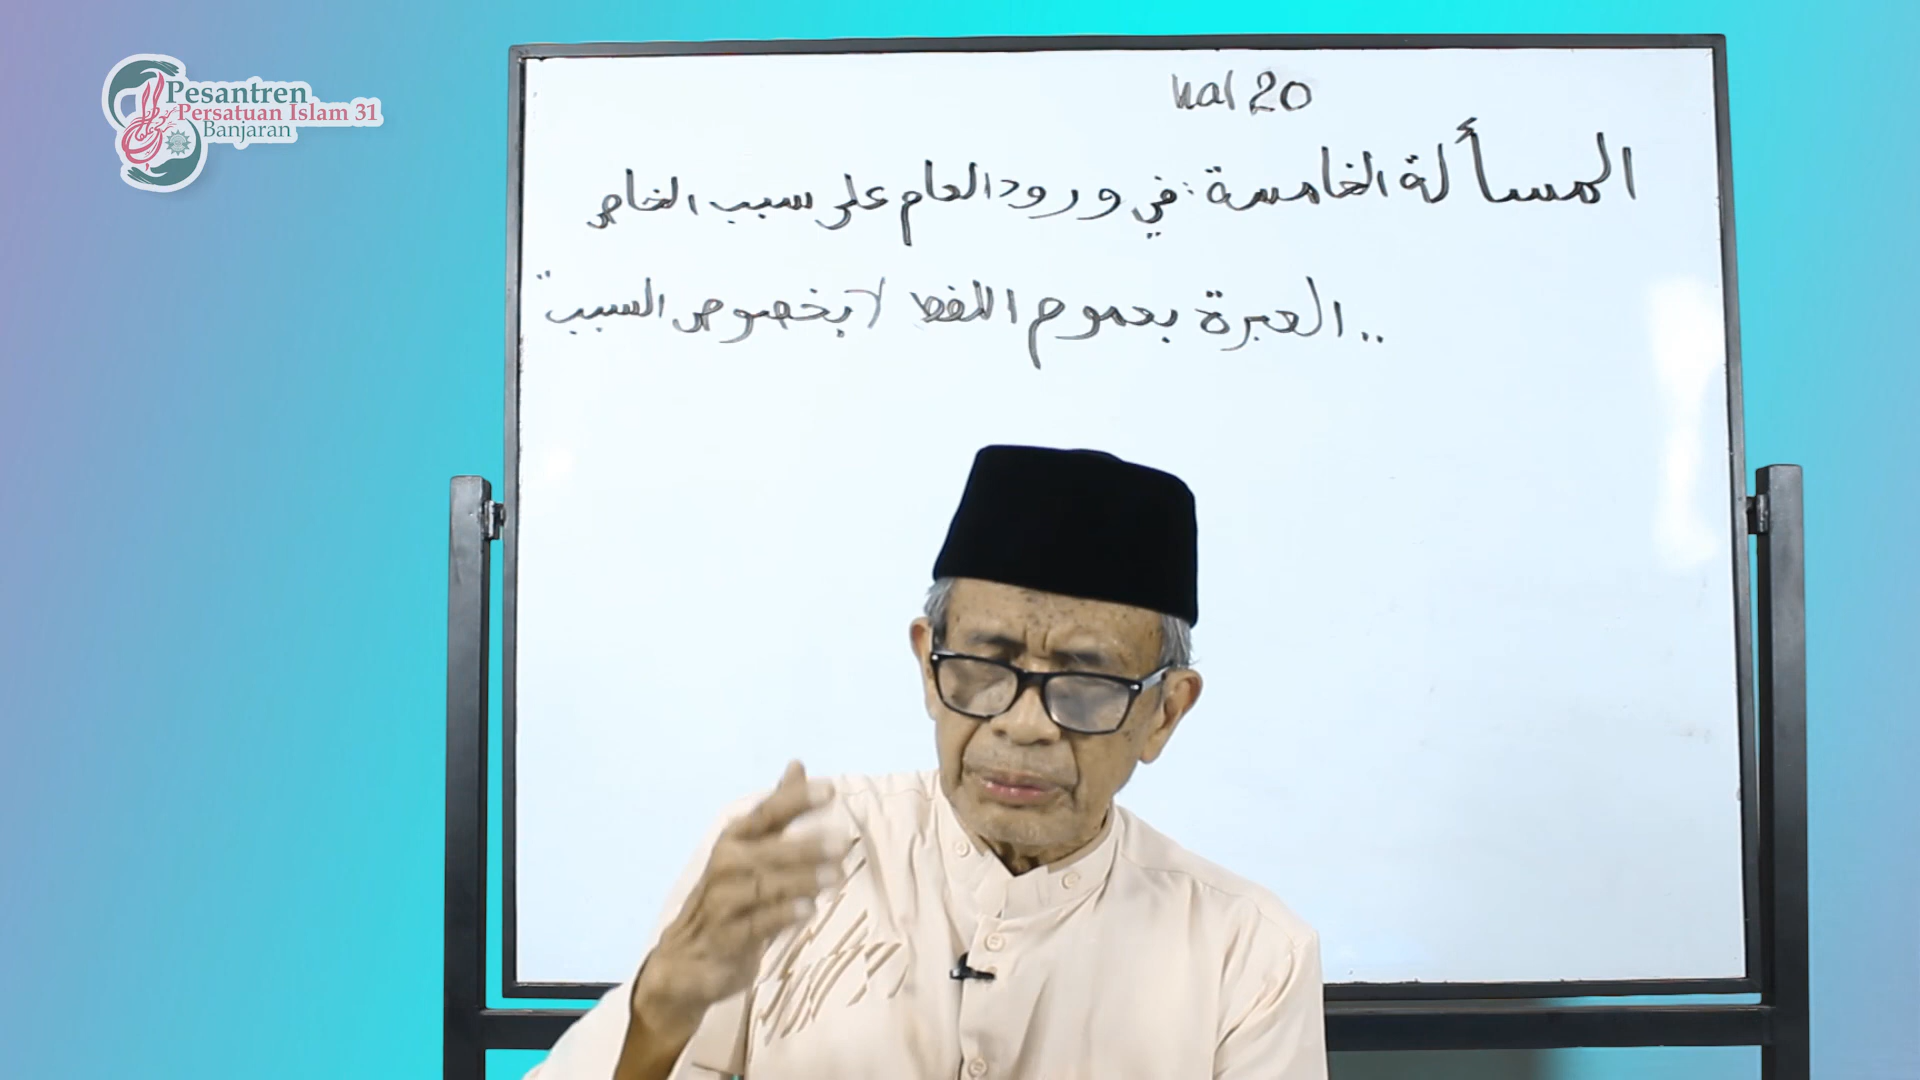 Pesantren
Persatuan Islam 31
Banjaran
hal 20
المسألة الخامسة: في ورود العام على سبب الخاص
"العبرة بعموم اللفظ لا بخصوص السبب"